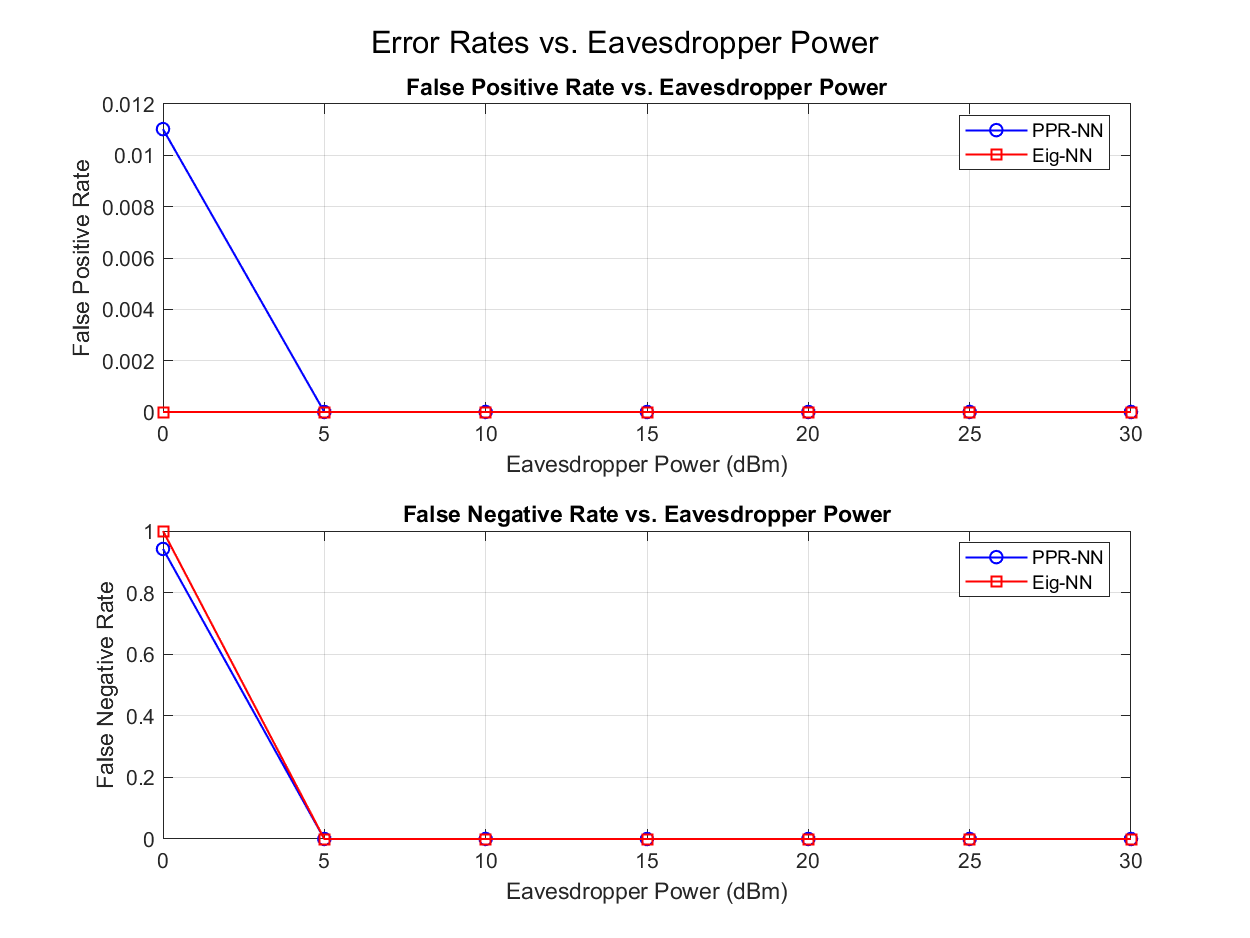 Error Rates vs. Eavesdropper Power
False Positive Rate vs. Eavesdropper Power
False Positive Rate
0.012
0.01
0.008
0.006
0.004
0.002
0
PPR-NN
Eig-NN
0 5 10 15 20 25 30
Eavesdropper Power (dBm)
False Negative Rate vs. Eavesdropper Power
False Negative Rate
1
0.8
0.6
0.4
0.2
0
PPR-NN
Eig-NN
0 5 10 15 20 25 30
Eavesdropper Power (dBm)